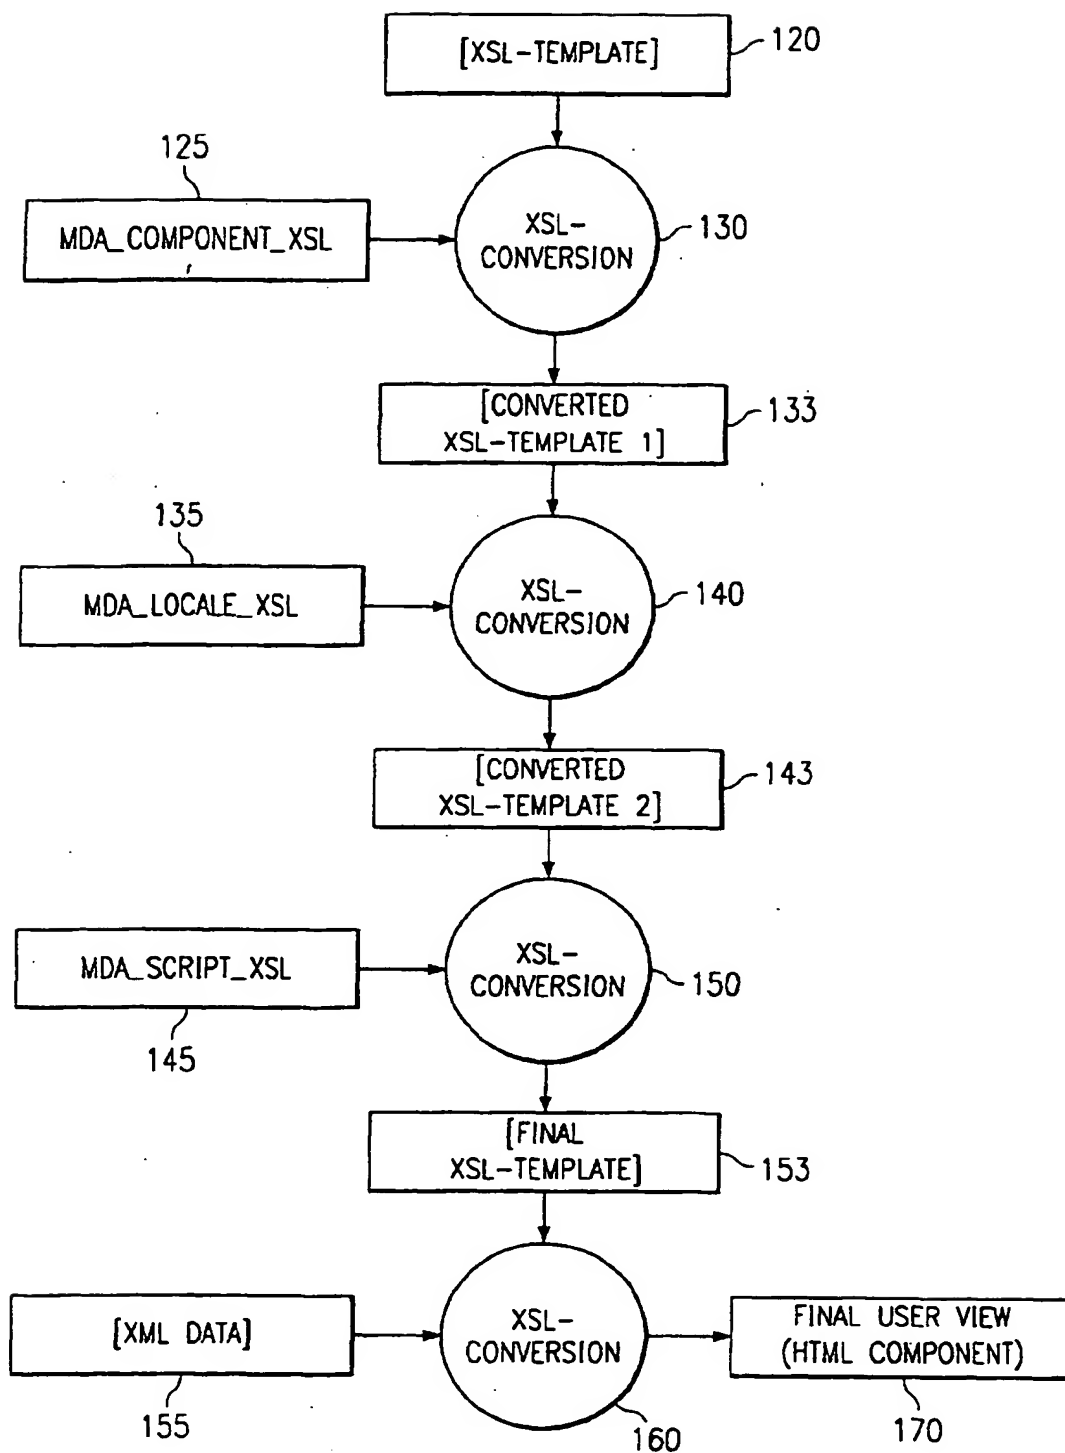 [XSL-TEMPLATE]
120
125
MDA_COMPONENT_XSL
XSL-
CONVERSION
130
[CONVERTED
XSL-TEMPLATE 1]
133
135
MDA_LOCALE_XSL
XSL-
CONVERSION
140
[CONVERTED
XSL-TEMPLATE 2]
143
MDA_SCRIPT_XSL
145
XSL-
CONVERSION
150
[FINAL
XSL-TEMPLATE]
153
[XML DATA]
155
XSL-
CONVERSION
160
FINAL USER VIEW
(HTML COMPONENT)
170